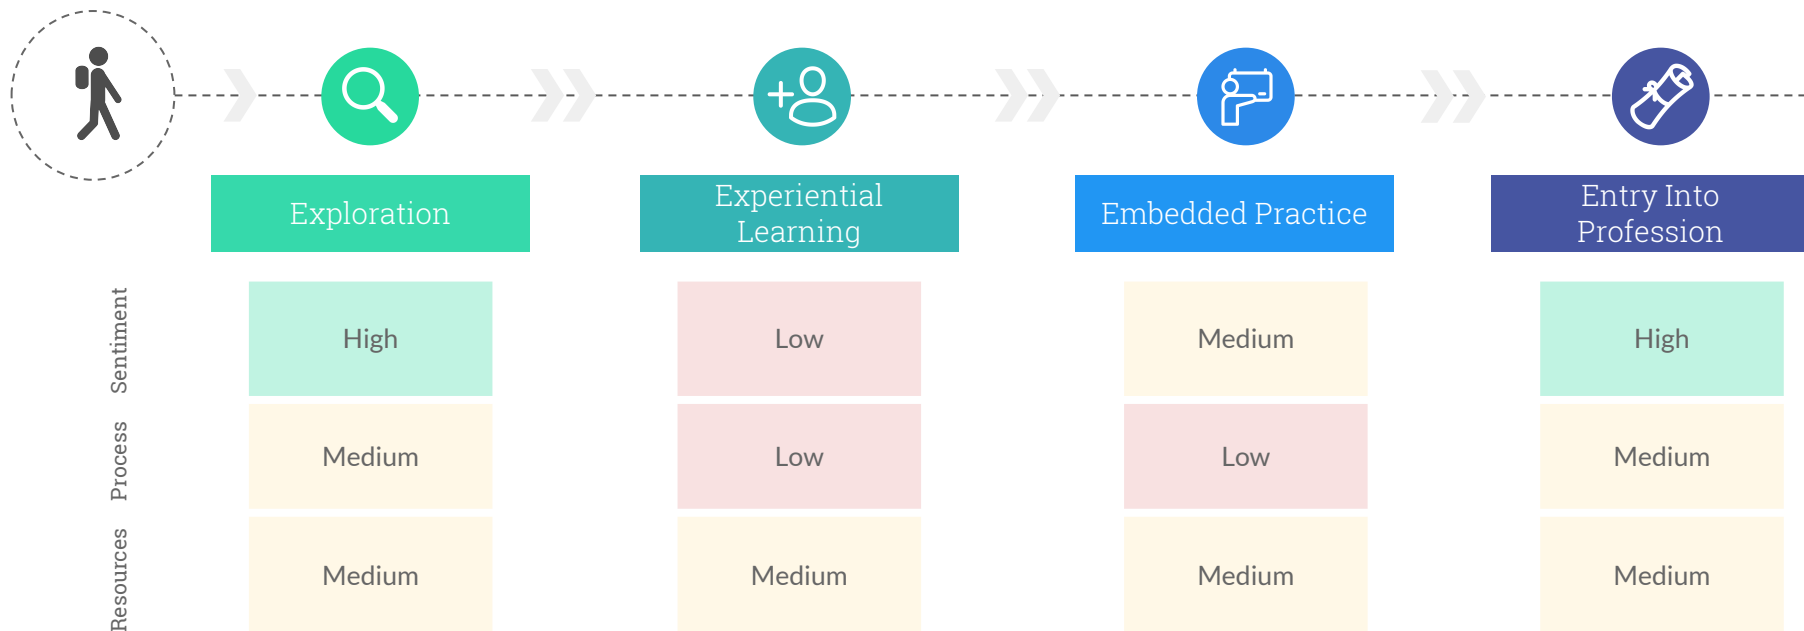 Exploration
Experiential
Learning
Embedded Practice
Entry Into
Profession
Sentiment
High
Low
Medium
High
Process
Medium
Low
Low
Medium
Resources
Medium
Medium
Medium
Medium